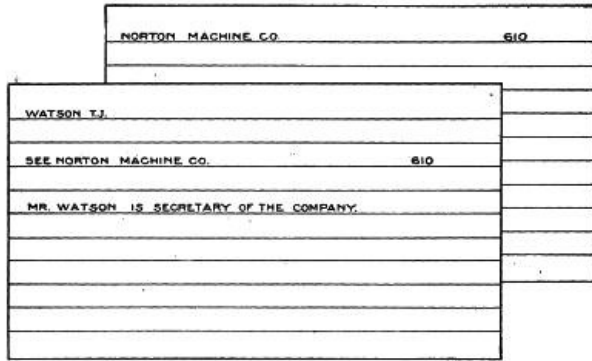 NORTON MACHINE CO. 610
WATSON T.J.
SEE NORTON MACHINE CO. 610
MR. WATSON IS SECRETARY OF THE COMPANY.